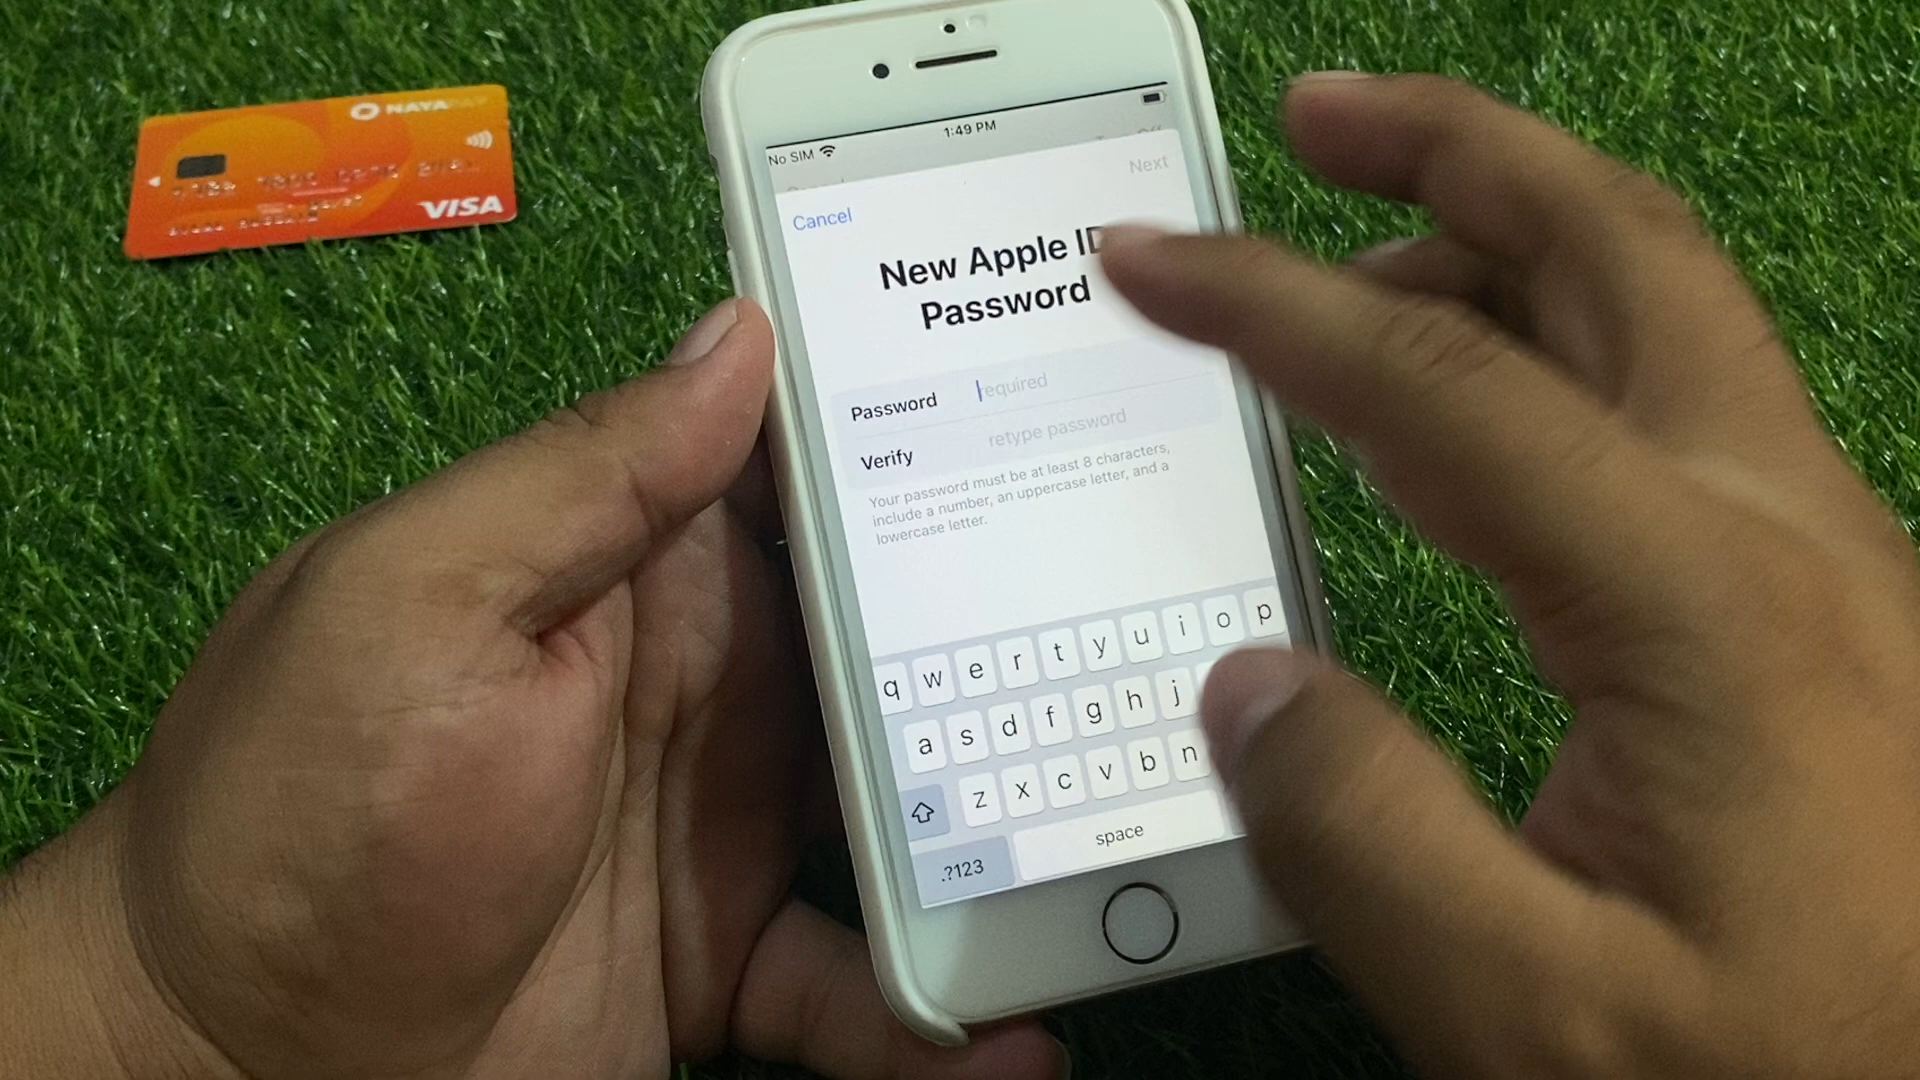 NAYAPAY
VISA
No SIM
1:49 PM
Cancel
Next
New Apple ID
Password
Password required
Verify retype password
Your password must be at least 8 characters,
include a number, an uppercase letter, and a
lowercase letter.
q w e r t y u i o p
a s d f g h j
z x c v b n
.?123 space